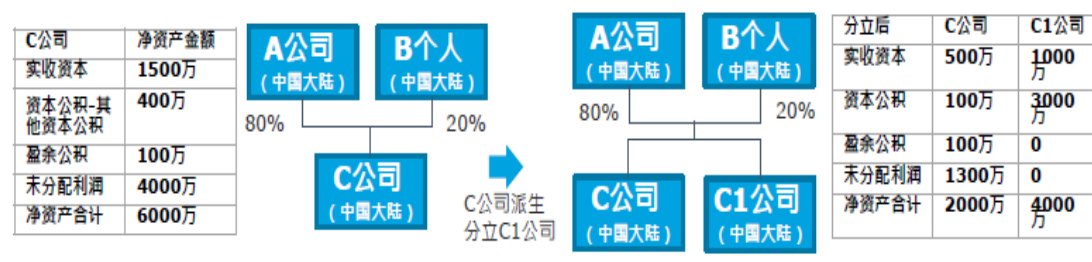 C公司 净资产金额
实收资本 1500万
资本公积-其
他资本公积 400万
盈余公积 100万
未分配利润 4000万
净资产合计 6000万
A公司
（中国大陆）
B个人
（中国大陆）
80%
20%
C公司
（中国大陆）
C公司派生
分立C1公司
A公司
（中国大陆）
B个人
（中国大陆）
80%
20%
C公司
（中国大陆）
C1公司
（中国大陆）
分立后 C公司 C1公司
实收资本 500万 1000
万
资本公积 100万 3000
万
盈余公积 100万 0
未分配利润 1300万 0
净资产合计 2000万 4000
万